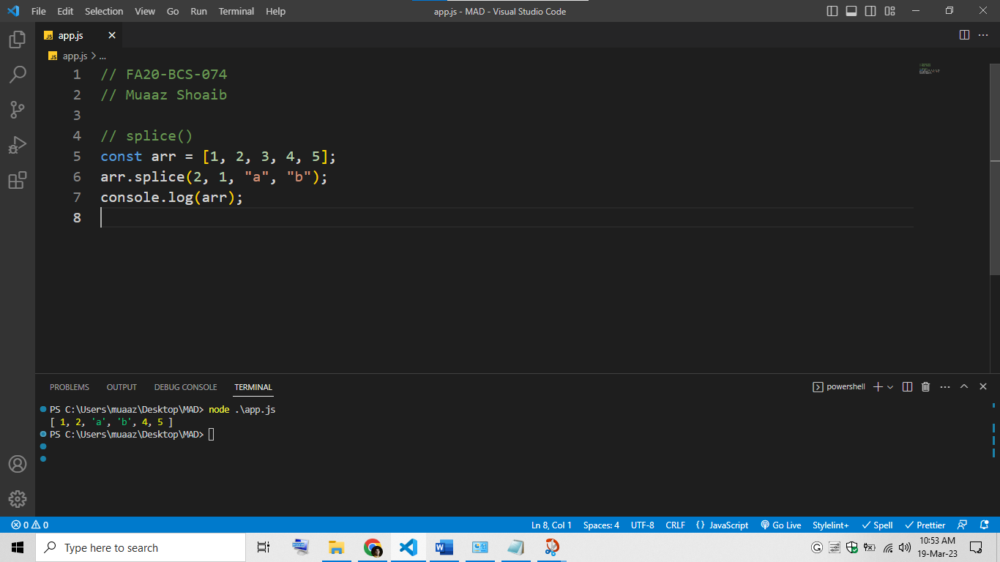 File Edit Selection View Go Run Terminal Help app.js - MAD - Visual Studio Code
JS app.js
JS app.js > ...
1 // FA20-BCS-074
2 // Muaaz Shoaib
3
4 // splice()
5 const arr = [1, 2, 3, 4, 5];
6 arr.splice(2, 1, "a", "b");
7 console.log(arr);
8
PROBLEMS OUTPUT DEBUG CONSOLE TERMINAL powershell
PS C:\Users\muaaz\Desktop\MAD> node .\app.js
[ 1, 2, 'a', 'b', 4, 5 ]
PS C:\Users\muaaz\Desktop\MAD>
0 0 Ln 8, Col 1 Spaces: 4 UTF-8 CRLF {} JavaScript Go Live Stylelint+ Spell Prettier
Type here to search
10:53 AM
19-Mar-23